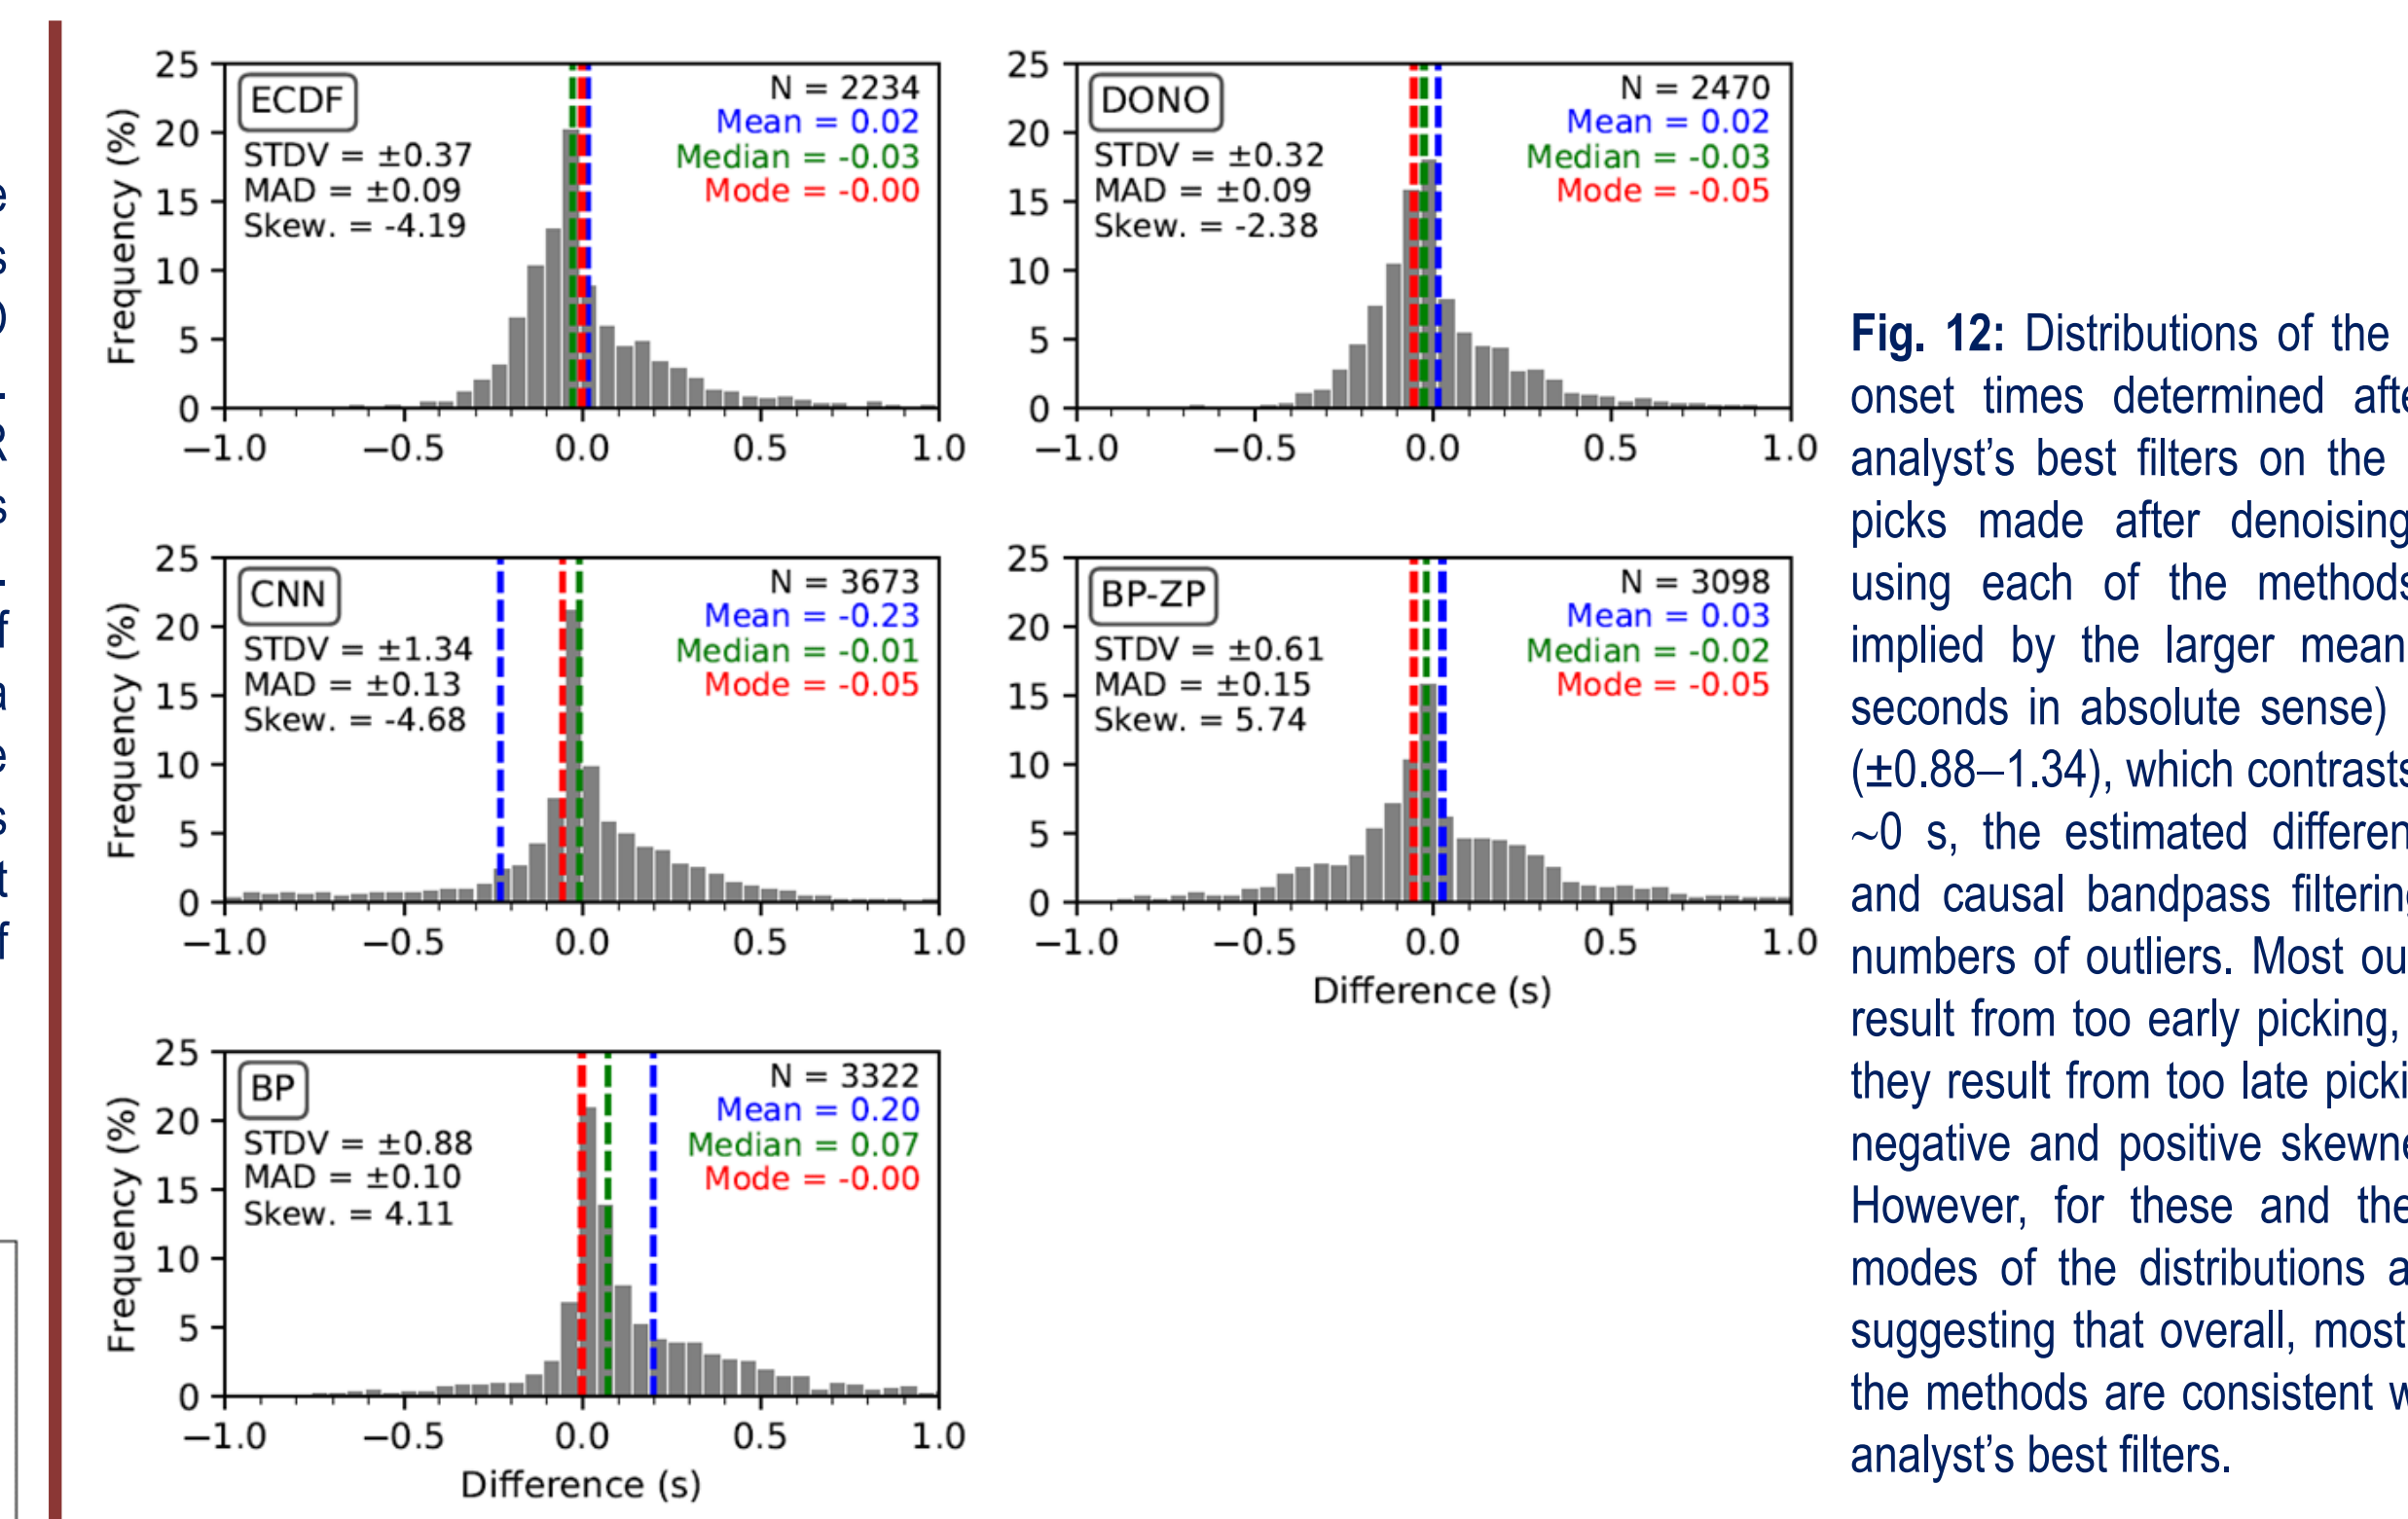 e
s
)
.
R
s
.
f
a
e
s
t
f
25
20
15
10
5
0
Frequency (%)
ECDF
STDV = ±0.37
MAD = ±0.09
Skew. = -4.19
N = 2234
Mean = 0.02
Median = -0.03
Mode = -0.00
−1.0 −0.5 0.0 0.5 1.0
25
20
15
10
5
0
DONO
STDV = ±0.32
MAD = ±0.09
Skew. = -2.38
N = 2470
Mean = 0.02
Median = -0.03
Mode = -0.05
−1.0 −0.5 0.0 0.5 1.0
25
20
15
10
5
0
Frequency (%)
CNN
STDV = ±1.34
MAD = ±0.13
Skew. = -4.68
N = 3673
Mean = -0.23
Median = -0.01
Mode = -0.05
−1.0 −0.5 0.0 0.5 1.0
25
20
15
10
5
0
BP-ZP
STDV = ±0.61
MAD = ±0.15
Skew. = 5.74
N = 3098
Mean = 0.03
Median = -0.02
Mode = -0.05
−1.0 −0.5 0.0 0.5 1.0
Difference (s)
25
20
15
10
5
0
Frequency (%)
BP
STDV = ±0.88
MAD = ±0.10
Skew. = 4.11
N = 3322
Mean = 0.20
Median = 0.07
Mode = -0.00
−1.0 −0.5 0.0 0.5 1.0
Difference (s)
Fig. 12: Distributions of the
onset times determined afte
analyst's best filters on the
picks made after denoising
using each of the methods
implied by the larger mean
seconds in absolute sense)
(±0.88–1.34), which contrasts
~0 s, the estimated differen
and causal bandpass filtering
numbers of outliers. Most ou
result from too early picking,
they result from too late picki
negative and positive skewne
However, for these and the
modes of the distributions a
suggesting that overall, most
the methods are consistent w
analyst's best filters.